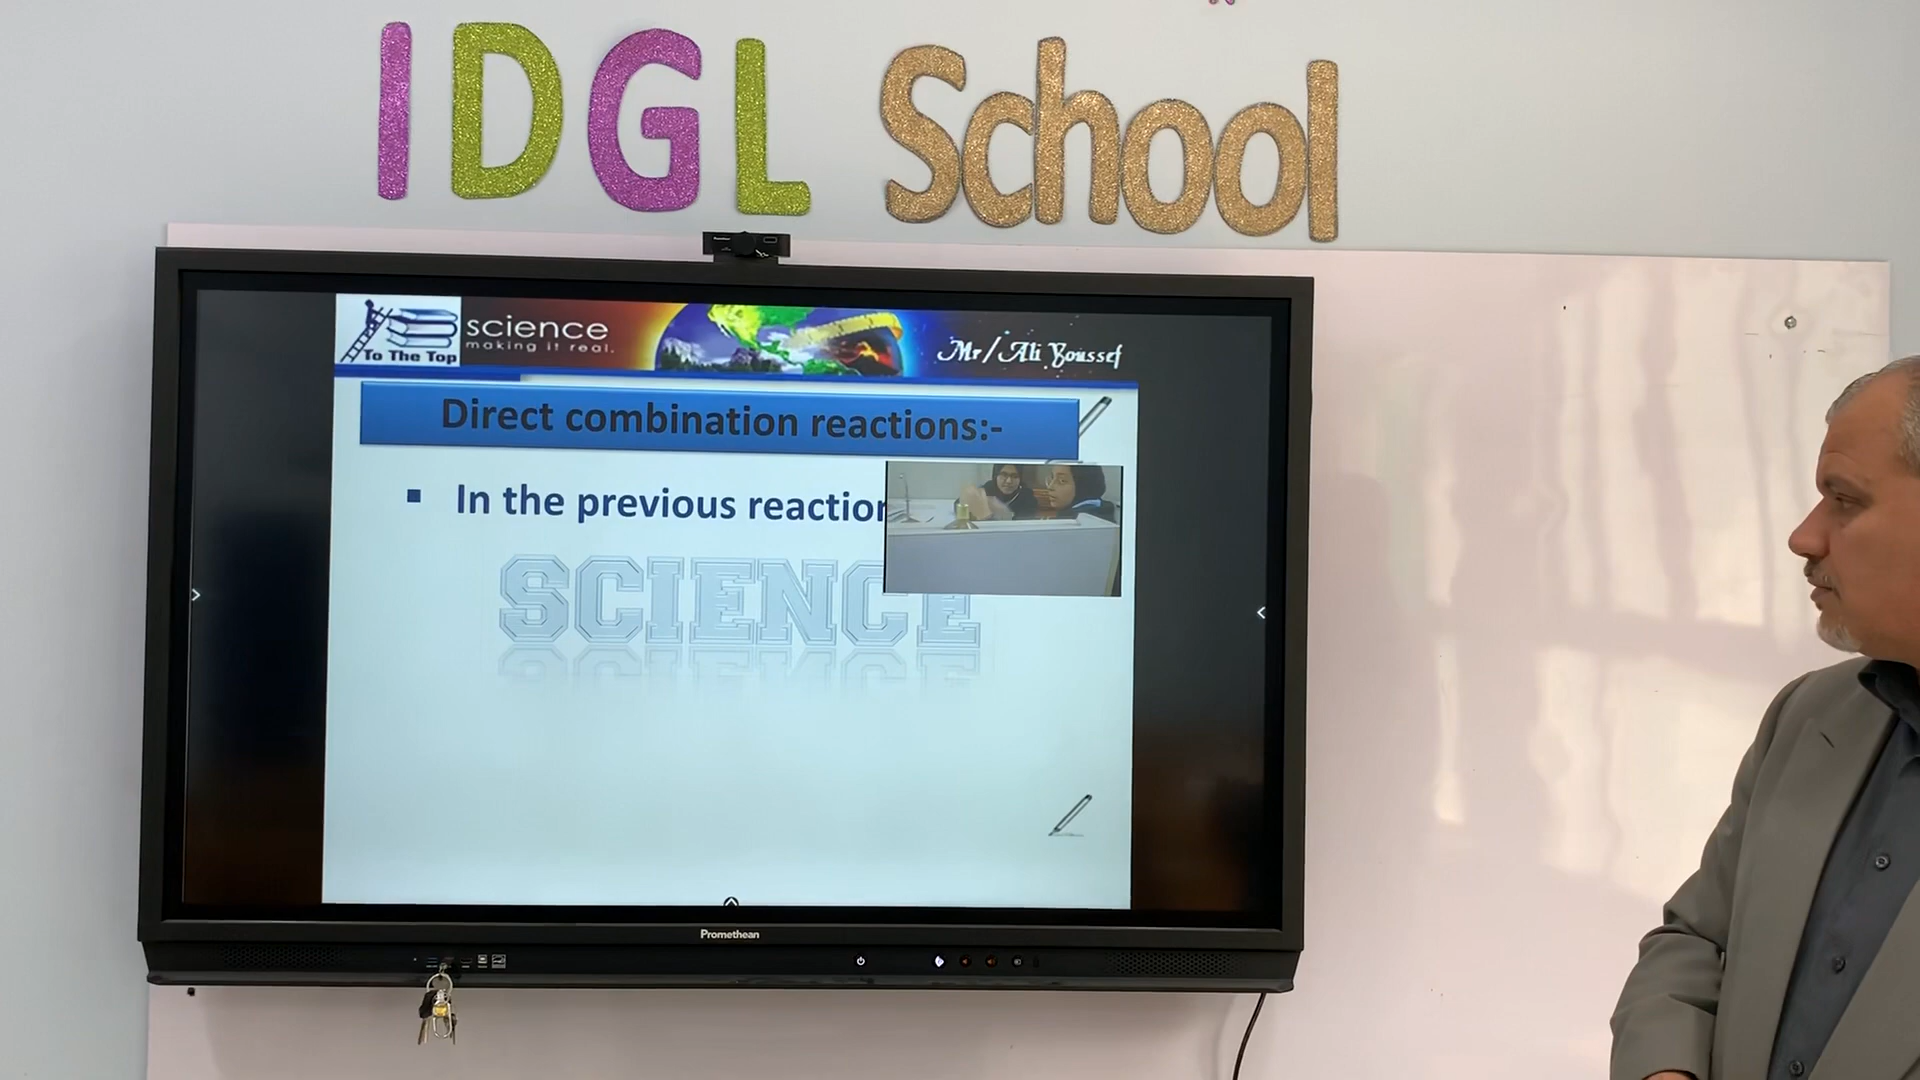 IDGL School
To The Top
science
making it real.
Mr/Ali Youssef
Direct combination reactions:-
▪ In the previous reaction
SCIENCE
Promethean